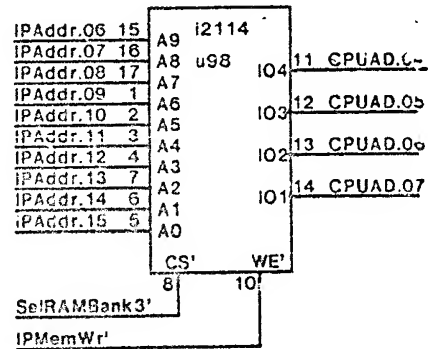 IPAddr.06 15 A9 i2114
IPAddr.07 16 A8 u98 11
IPAddr.08 17 A7 IO4
IPAddr.09 1 A6 12 CPUAD.05
IPAddr.10 2 A5 IO3
IPAddr.11 3 A4 13
IPAddr.12 4 A3 IO2
IPAddr.13 7 A2 14 CPUAD.07
IPAddr.14 6 A1 IO1
IPAddr.15 5 A0
CS' WE'
8 10
SelRAMBank3'
IPMemWr'